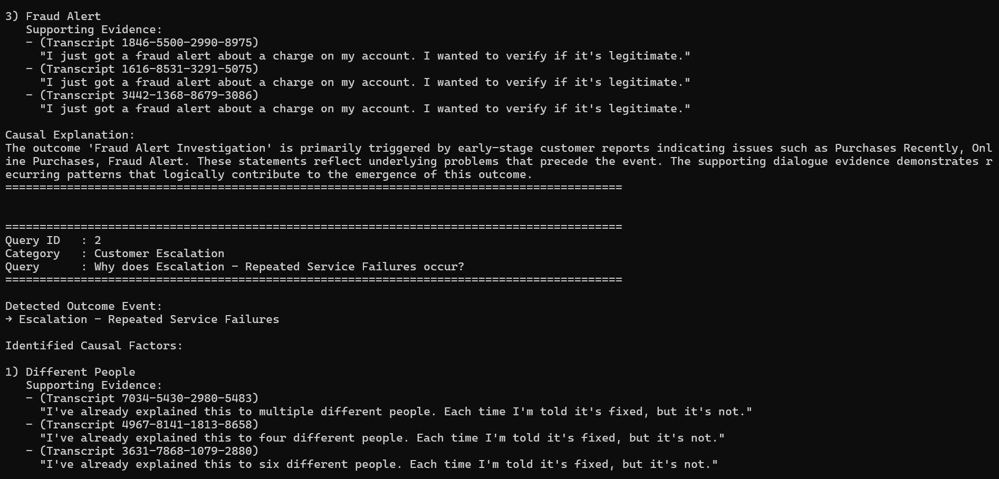 3) Fraud Alert
   Supporting Evidence:
   - (Transcript 1846-5500-2990-8975)
     "I just got a fraud alert about a charge on my account. I wanted to verify if it's legitimate."
   - (Transcript 1616-8531-3291-5075)
     "I just got a fraud alert about a charge on my account. I wanted to verify if it's legitimate."
   - (Transcript 3442-1368-8679-3086)
     "I just got a fraud alert about a charge on my account. I wanted to verify if it's legitimate."
Causal Explanation:
The outcome 'Fraud Alert Investigation' is primarily triggered by early-stage customer reports indicating issues such as Purchases Recently, Onl
ine Purchases, Fraud Alert. These statements reflect underlying problems that precede the event. The supporting dialogue evidence demonstrates r
ecurring patterns that logically contribute to the emergence of this outcome.
==========================================================================================
==========================================================================================
Query ID   : 2
Category   : Customer Escalation
Query      : Why does Escalation - Repeated Service Failures occur?
==========================================================================================
Detected Outcome Event:
→ Escalation - Repeated Service Failures
Identified Causal Factors:
1) Different People
   Supporting Evidence:
   - (Transcript 7034-5430-2980-5483)
     "I've already explained this to multiple different people. Each time I'm told it's fixed, but it's not."
   - (Transcript 4967-8141-1813-8658)
     "I've already explained this to four different people. Each time I'm told it's fixed, but it's not."
   - (Transcript 3631-7868-1079-2880)
     "I've already explained this to six different people. Each time I'm told it's fixed, but it's not."